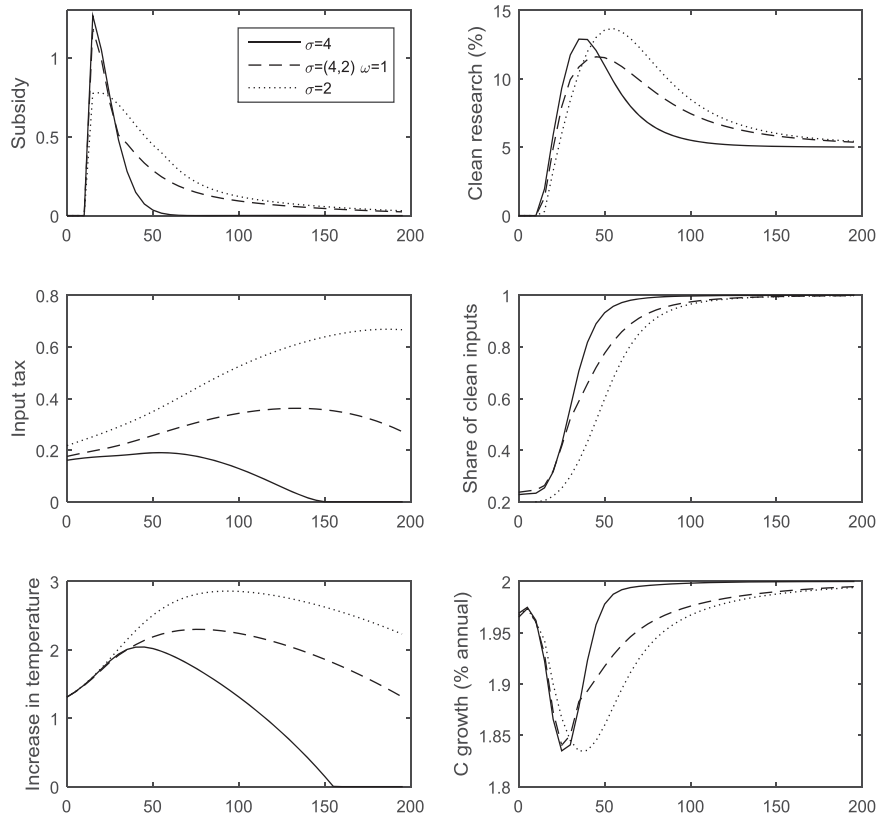 Subsidy
1
0.5
0
σ=4
σ=(4,2) ω=1
σ=2
0 50 100 150 200
Clean research (%)
15
10
5
0
0 50 100 150 200
Input tax
0.8
0.6
0.4
0.2
0
0 50 100 150 200
Share of clean inputs
1
0.8
0.6
0.4
0.2
0 50 100 150 200
Increase in temperature
3
2
1
0
0 50 100 150 200
C growth (% annual)
2
1.95
1.9
1.85
1.8
0 50 100 150 200